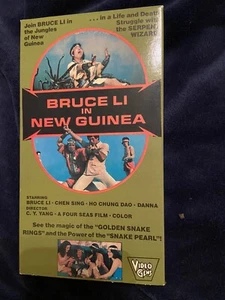 Join BRUCE LI in
the Jungles
of New
Guinea
...in a Life and Death
Struggle with
the SERPENT
WIZARD
BRUCE LI
IN
NEW GUINEA
STARRING
BRUCE LI · CHEN SING · HO CHUNG DAO · DANNA
DIRECTOR
C. Y. YANG · A FOUR SEAS FILM · COLOR
See the magic of the "GOLDEN SNAKE
RINGS" and the Power of the "SNAKE PEARL"!
VIDEO
GEMS